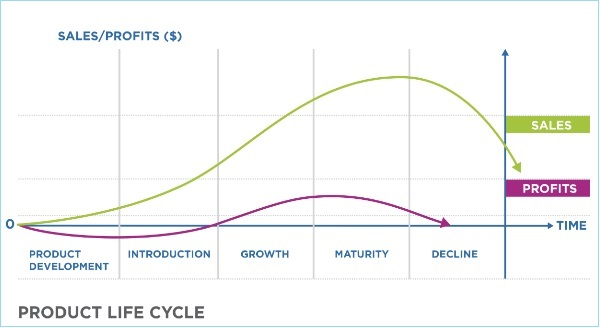 SALES/PROFITS ($)
SALES
PROFITS
0
TIME
PRODUCT
DEVELOPMENT
INTRODUCTION
GROWTH
MATURITY
DECLINE
PRODUCT LIFE CYCLE